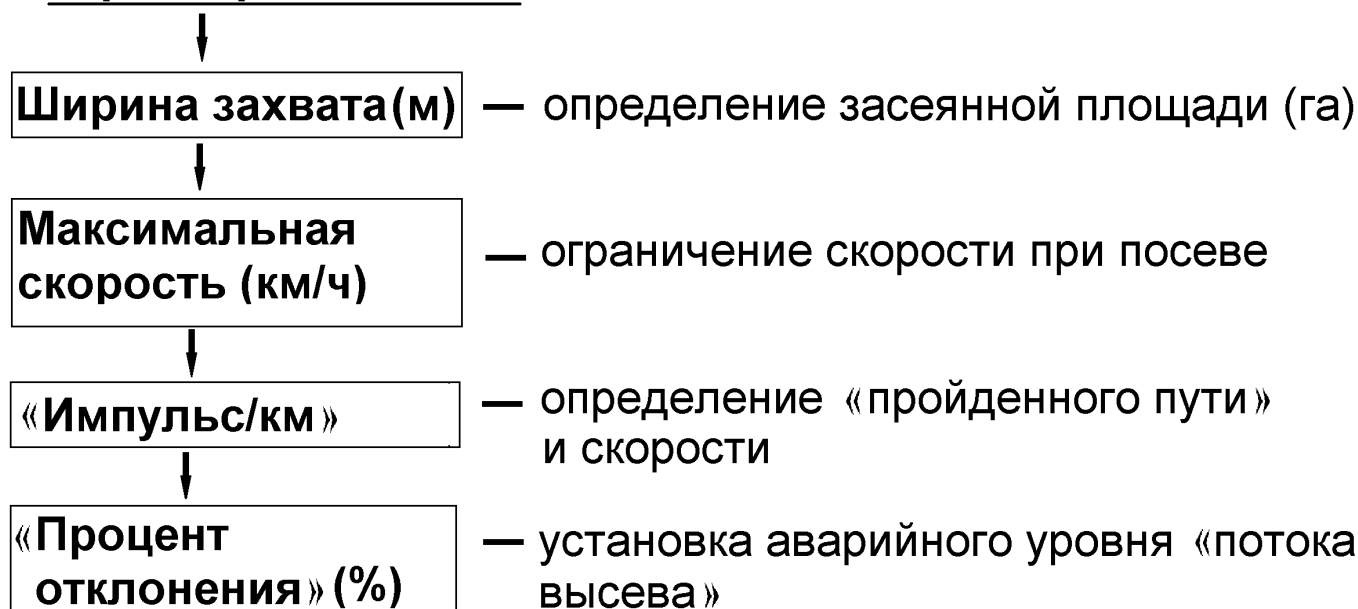 Ширина захвата(м) — определение засеянной площади (га)
Максимальная
скорость (км/ч)
— ограничение скорости при посеве
«Импульс/км»
— определение «пройденного пути»
и скорости
«Процент
отклонения» (%)
— установка аварийного уровня «потока
высева»